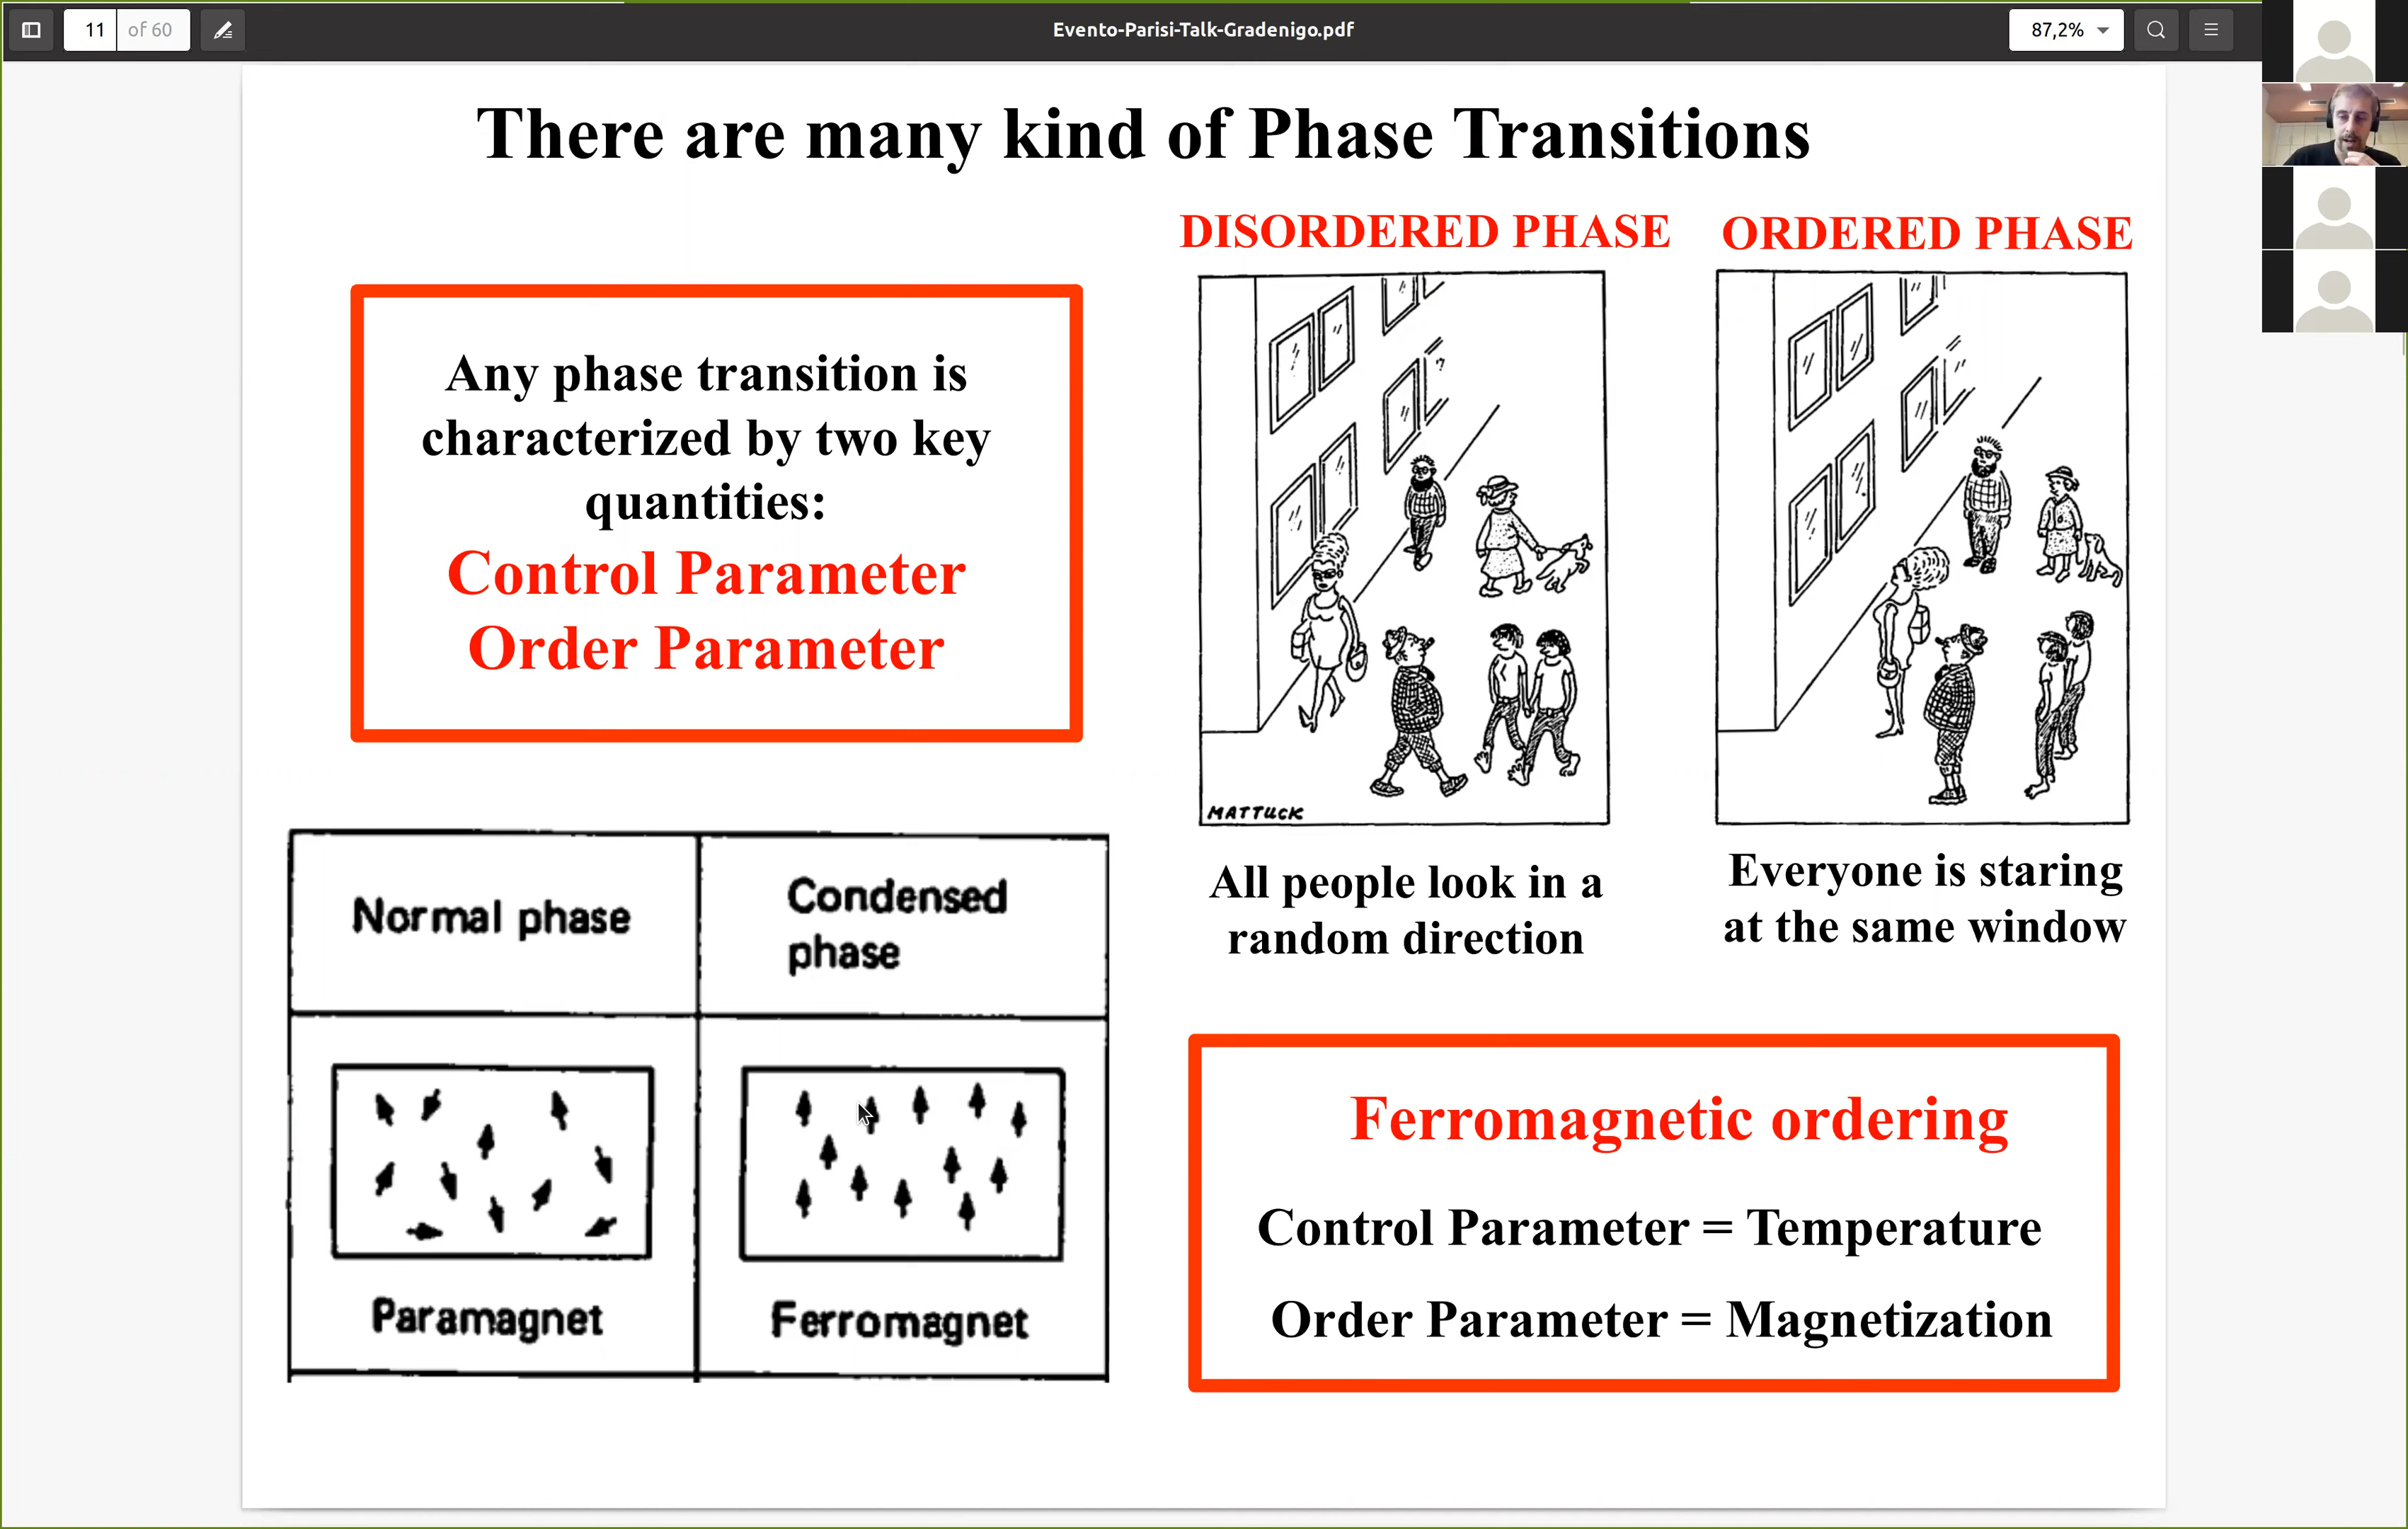 11 of 60
Evento-Parisi-Talk-Gradenigo.pdf
87,2%
There are many kind of Phase Transitions
Any phase transition is
characterized by two key
quantities:
Control Parameter
Order Parameter
DISORDERED PHASE
ORDERED PHASE
MATTUCK
All people look in a
random direction
Everyone is staring
at the same window
Normal phase
Condensed
phase
Paramagnet
Ferromagnet
Ferromagnetic ordering
Control Parameter = Temperature
Order Parameter = Magnetization